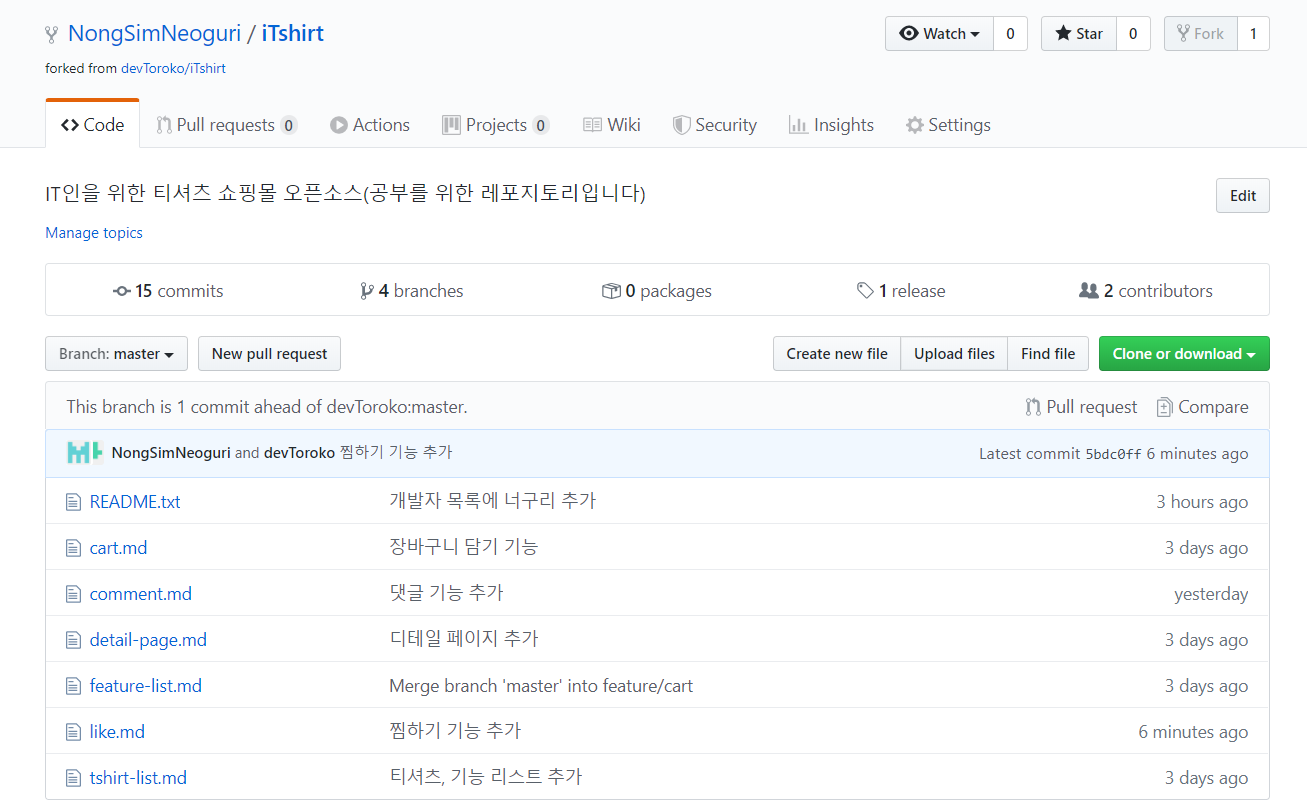 NongSimNeoguri / iTshirt
Watch 0 Star 0 Fork 1
forked from devToroko/iTshirt
Code Pull requests 0 Actions Projects 0 Wiki Security Insights Settings
IT인을 위한 티셔츠 쇼핑몰 오픈소스(공부를 위한 레포지토리입니다)
Edit
Manage topics
15 commits 4 branches 0 packages 1 release 2 contributors
Branch: master New pull request Create new file Upload files Find file Clone or download
This branch is 1 commit ahead of devToroko:master. Pull request Compare
NongSimNeoguri and devToroko 찜하기 기능 추가 Latest commit 5bdc0ff 6 minutes ago
README.txt 개발자 목록에 너구리 추가 3 hours ago
cart.md 장바구니 담기 기능 3 days ago
comment.md 댓글 기능 추가 yesterday
detail-page.md 디테일 페이지 추가 3 days ago
feature-list.md Merge branch 'master' into feature/cart 3 days ago
like.md 찜하기 기능 추가 6 minutes ago
tshirt-list.md 티셔츠, 기능 리스트 추가 3 days ago